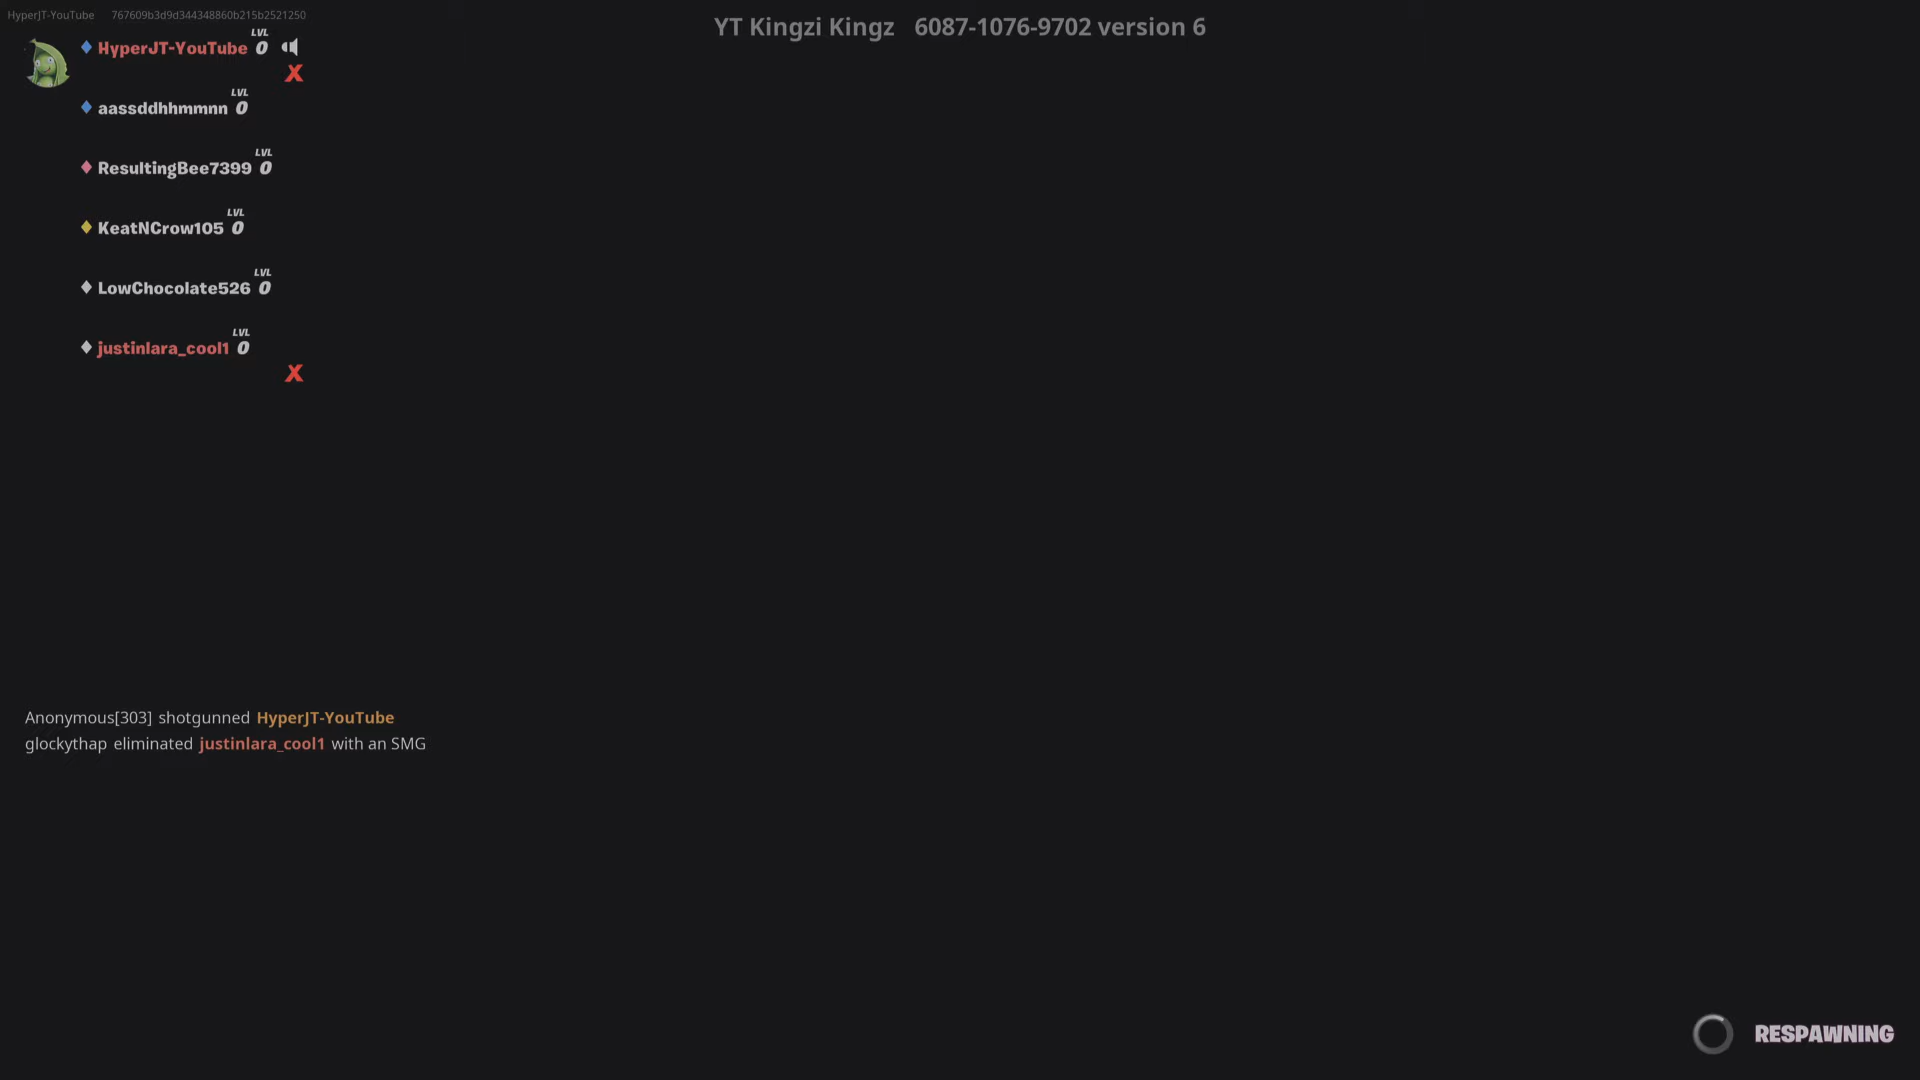 HyperJT-YouTube 767609b3d9d344348860b215b2521250
YT Kingzi Kingz 6087-1076-9702 version 6
LVL
HyperJT-YouTube 0
X
LVL
aassddhhmmnn 0
LVL
ResultingBee7399 0
LVL
KeatNCrow105 0
LVL
LowChocolate526 0
LVL
justinlara_cool1 0
X
Anonymous[303] shotgunned HyperJT-YouTube
glockythap eliminated justinlara_cool1 with an SMG
RESPAWNING